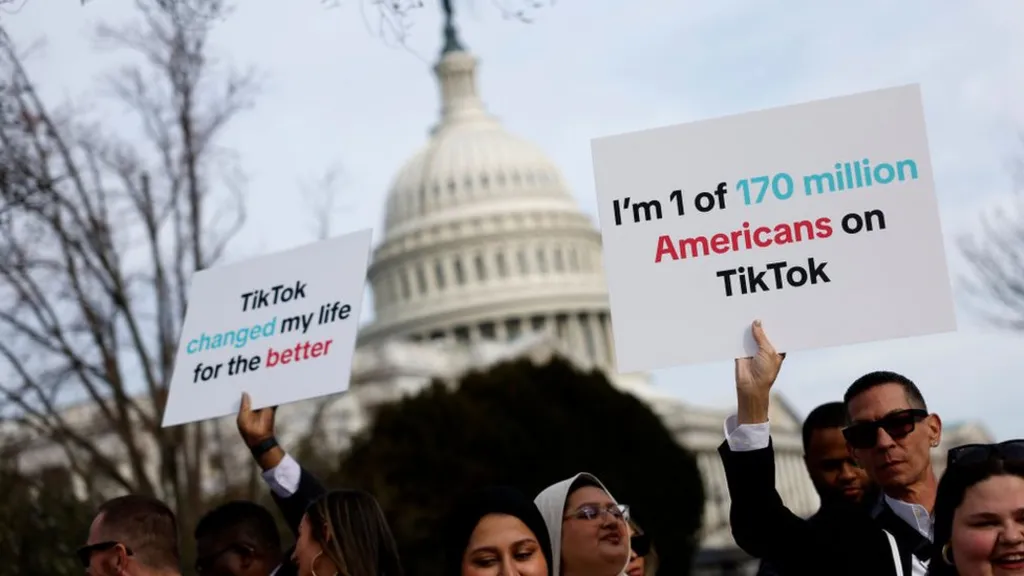 TikTok
changed my life
for the better
I'm 1 of 170 million
Americans on
TikTok